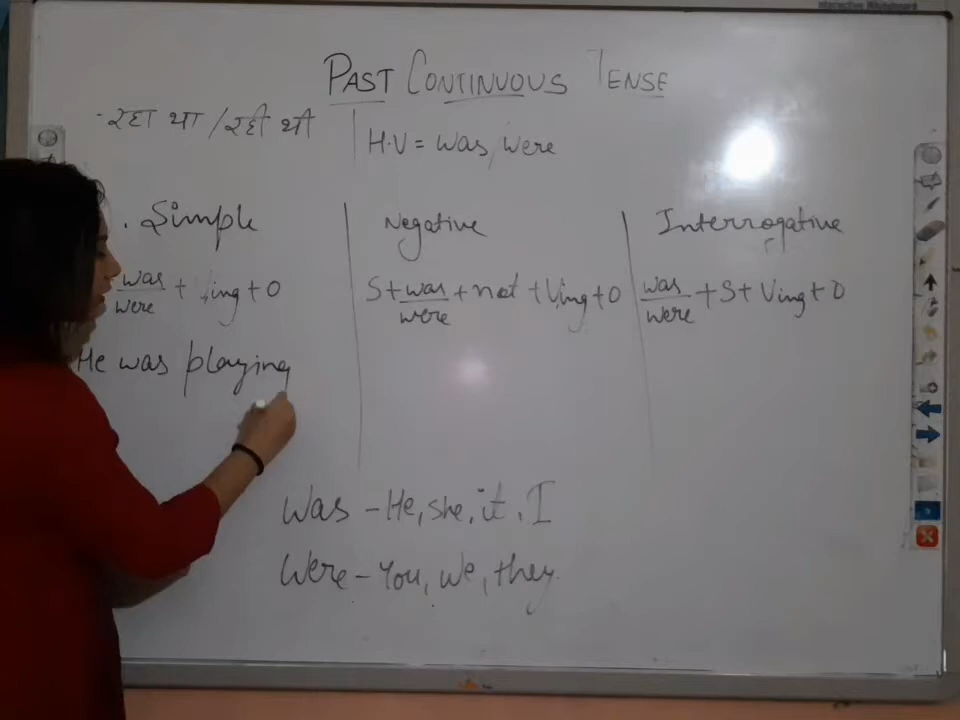 PAST CONTINUOUS TENSE
रहा था / रही थी
H.V = was, were
Simple
Negative
Interrogative
was/were + ing + O
S + was/were + not + Ving + O
was/were + S + Ving + O
He was playing
Was - He, she, it, I
Were - You, we, they.